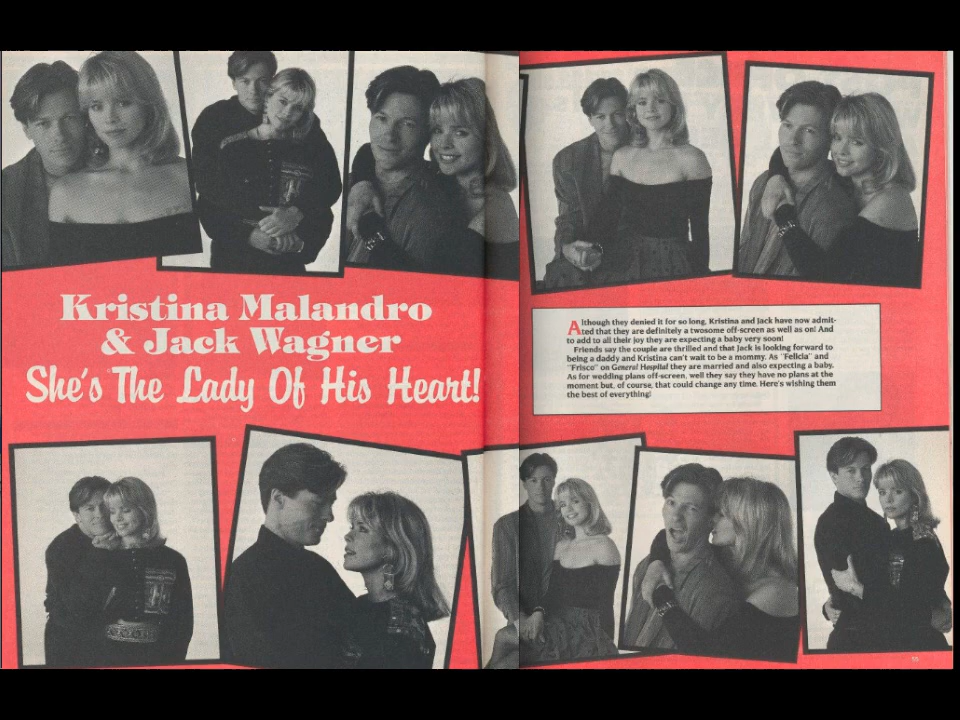 Kristina Malandro
& Jack Wagner
She's The Lady Of His Heart!
Although they denied it for so long, Kristina and Jack have now admit-
ted that they are definitely a twosome off-screen as well as on! And
to add to all their joy they are expecting a baby very soon!
Friends say the couple are thrilled and that Jack is looking forward to
being a daddy and Kristina can't wait to be a mommy. As "Felicia" and
"Frisco" on General Hospital they are married and also expecting a baby.
As for wedding plans off-screen, well they say they have no plans at the
moment but, of course, that could change any time. Here's wishing them
the best of everything!